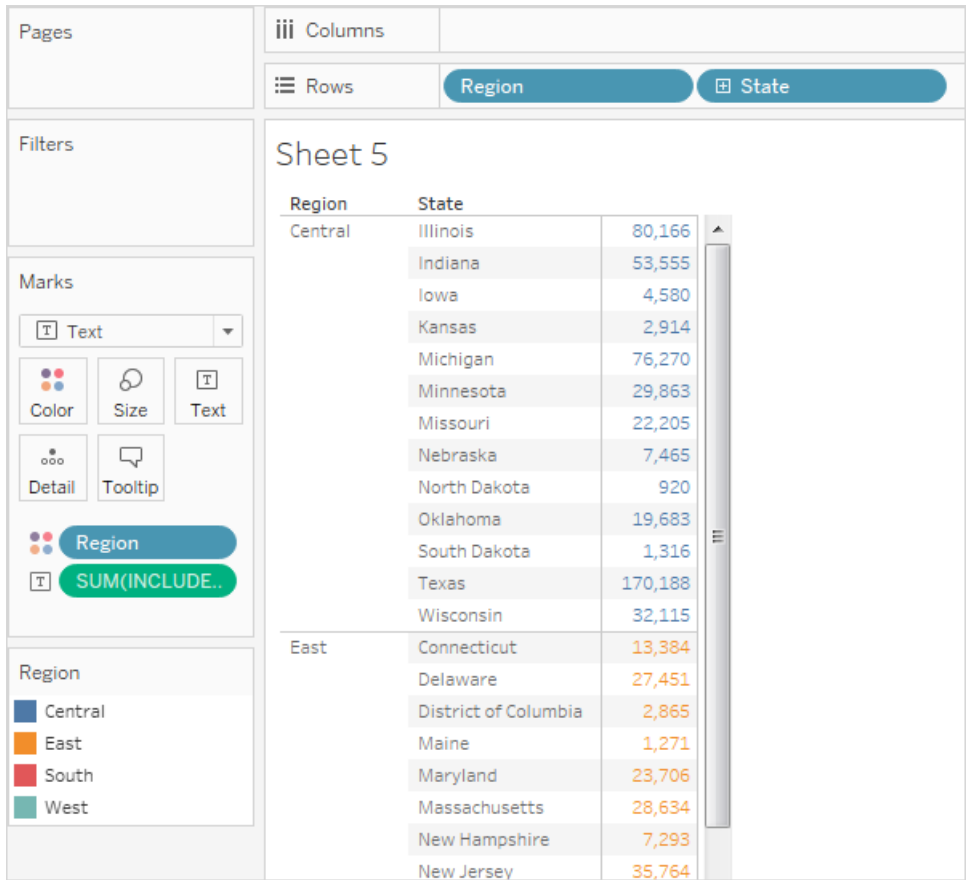 Pages
Filters
Marks
T Text
Color Size T Text
Detail Tooltip
Region
T SUM(INCLUDE..
Region
Central
East
South
West
Columns
Rows Region State
Sheet 5
Region State
Central Illinois 80,166
Indiana 53,555
Iowa 4,580
Kansas 2,914
Michigan 76,270
Minnesota 29,863
Missouri 22,205
Nebraska 7,465
North Dakota 920
Oklahoma 19,683
South Dakota 1,316
Texas 170,188
Wisconsin 32,115
East Connecticut 13,384
Delaware 27,451
District of Columbia 2,865
Maine 1,271
Maryland 23,706
Massachusetts 28,634
New Hampshire 7,293
New Jersey 35,764